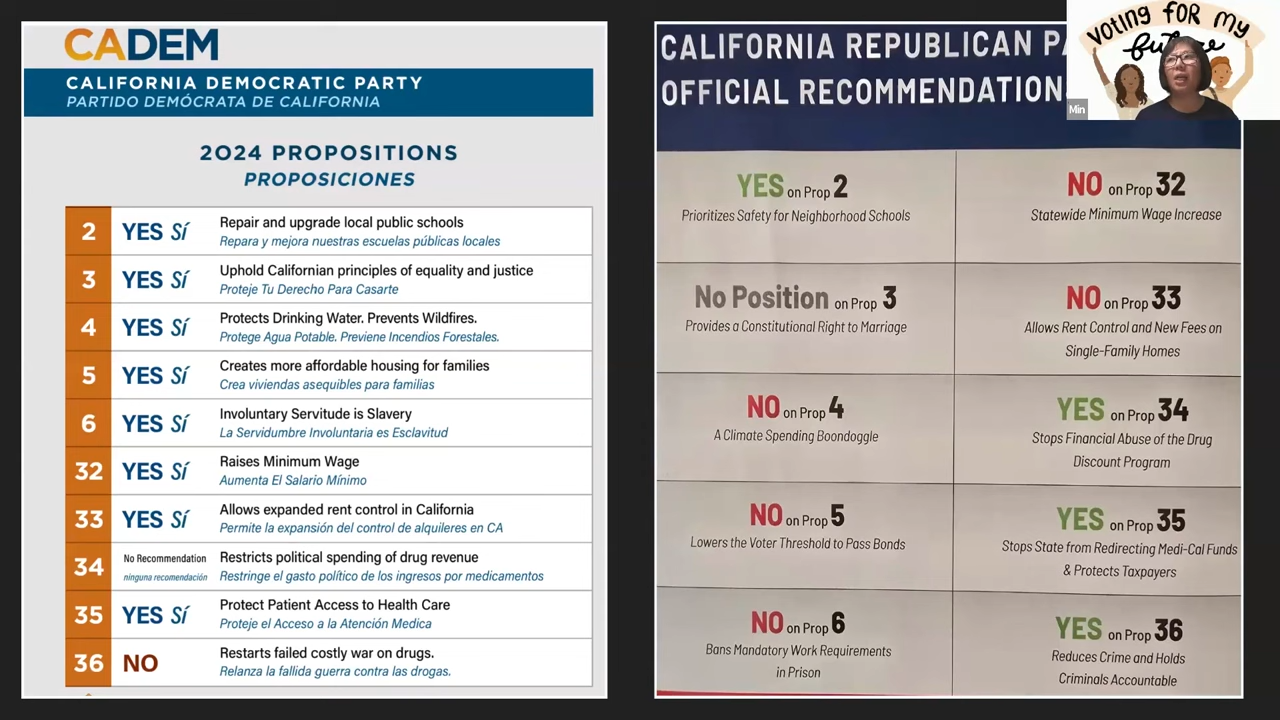 CADEM
CALIFORNIA DEMOCRATIC PARTY
PARTIDO DEMÓCRATA DE CALIFORNIA
2024 PROPOSITIONS
PROPOSICIONES
2 YES Sí Repair and upgrade local public schools
Repara y mejora nuestras escuelas públicas locales
3 YES Sí Uphold Californian principles of equality and justice
Proteje Tu Derecho Para Casarte
4 YES Sí Protects Drinking Water. Prevents Wildfires.
Protege Agua Potable. Previene Incendios Forestales.
5 YES Sí Creates more affordable housing for families
Crea viviendas asequibles para familias
6 YES Sí Involuntary Servitude is Slavery
La Servidumbre Involuntaria es Esclavitud
32 YES Sí Raises Minimum Wage
Aumenta El Salario Mínimo
33 YES Sí Allows expanded rent control in California
Permite la expansión del control de alquileres en CA
34 No Recommendation Restricts political spending of drug revenue
ninguna recomendación Restringe el gasto político de los ingresos por medicamentos
35 YES Sí Protect Patient Access to Health Care
Proteje el Acceso a la Atención Medica
36 NO Restarts failed costly war on drugs.
Relanza la fallida guerra contra las drogas.
CALIFORNIA REPUBLICAN
OFFICIAL RECOMMENDATION
YES on Prop 2
Prioritizes Safety for Neighborhood Schools
No Position on Prop 3
Provides a Constitutional Right to Marriage
NO on Prop 4
A Climate Spending Boondoggle
NO on Prop 5
Lowers the Voter Threshold to Pass Bonds
NO on Prop 6
Bans Mandatory Work Requirements
in Prison
NO on Prop 32
Statewide Minimum Wage Increase
NO on Prop 33
Allows Rent Control and New Fees on
Single-Family Homes
YES on Prop 34
Stops Financial Abuse of the Drug
Discount Program
YES on Prop 35
Stops State from Redirecting Medi-Cal Funds
& Protects Taxpayers
YES on Prop 36
Reduces Crime and Holds
Criminals Accountable
VOTING FOR MY
Min